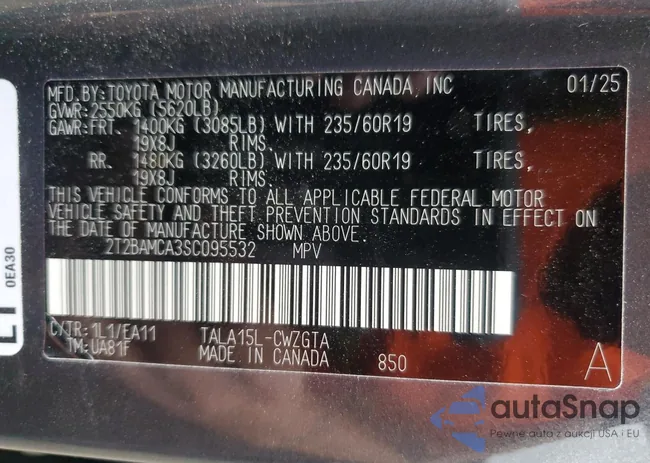 MFD. BY: TOYOTA MOTOR MANUFACTURING CANADA, INC 01/25
GVWR: 2550KG (5620LB)
GAWR: FRT. 1400KG (3085LB) WITH 235/60R19 TIRES,
19X8J RIMS.
RR. 1480KG (3260LB) WITH 235/60R19 TIRES,
19X8J RIMS.
THIS VEHICLE CONFORMS TO ALL APPLICABLE FEDERAL MOTOR
VEHICLE SAFETY AND THEFT PREVENTION STANDARDS IN EFFECT ON
THE DATE OF MANUFACTURE SHOWN ABOVE.
2T2BAMCA3SC095532 MPV
C/TR: 1L1/EA11 TALA15L-CWZGTA
TM: UA81F MADE IN CANADA 850 A
0EA30
autaSnap
Pewne auta z aukcji USA i EU